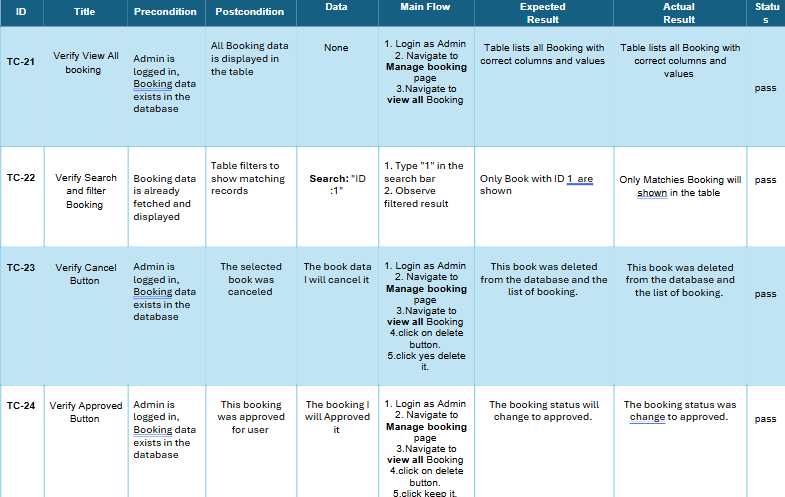 ID
Title
Precondition
Postcondition
Data
Main Flow
Expected
Result
Actual
Result
Statu
s
TC-21
Verify View All
booking
Admin is
logged in,
Booking data
exists in the
database
All Booking data
is displayed in
the table
None
1. Login as Admin
2. Navigate to
Manage booking
page
3.Navigate to
view all Booking
Table lists all Booking with
correct columns and values
Table lists all Booking with
correct columns and
values
pass
TC-22
Verify Search
and filter
Booking
Booking data
is already
fetched and
displayed
Table filters to
show matching
records
Search: "ID
:1"
1. Type "1" in the
search bar
2. Observe
filtered result
Only Book with ID 1 are
shown
Only Matchies Booking will
shown in the table
pass
TC-23
Verify Cancel
Button
Admin is
logged in,
Booking data
exists in the
database
The selected
book was
canceled
The book data
I will cancel it
1. Login as Admin
2. Navigate to
Manage booking
page
3.Navigate to
view all Booking
4.click on delete
button.
5.click yes delete
it.
This book was deleted
from the database and the
list of booking.
This book was deleted
from the database and
the list of booking.
pass
TC-24
Verify Approved
Button
Admin is
logged in,
Booking data
exists in the
database
This booking
was approved
for user
The booking I
will Approved
it
1. Login as Admin
2. Navigate to
Manage booking
page
3.Navigate to
view all Booking
4.click on delete
button.
5.click keep it.
The booking status will
change to approved.
The booking status was
change to approved.
pass